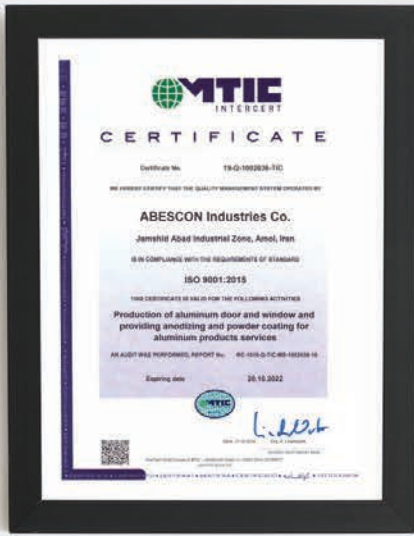 MTIC
INTERCERT
CERTIFICATE
Certificate No. 19-Q-1002636-TIC
WE HEREBY CERTIFY THAT THE QUALITY MANAGEMENT SYSTEM OPERATED BY
ABESCON Industries Co.
Jamshid Abad Industrial Zone, Amol, Iran
IS IN COMPLIANCE WITH THE REQUIREMENTS OF STANDARD
ISO 9001:2015
THIS CERTIFICATE IS VALID FOR THE FOLLOWING ACTIVITIES
Production of aluminum door and window and
providing anodizing and powder coating for
aluminum products services
AN AUDIT WAS PERFORMED, REPORT No.
Expiring date 20.10.2022
MTIC